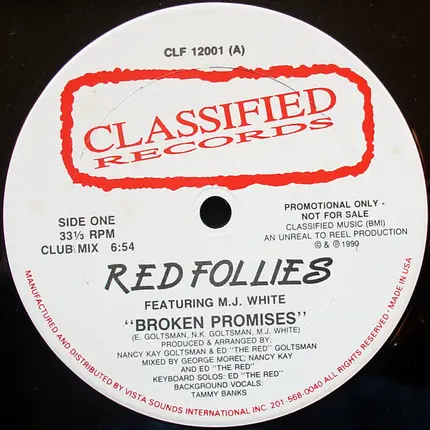 CLF 12001 (A)
CLASSIFIED
RECORDS
SIDE ONE
33⅓ RPM
CLUB MIX 6:54
PROMOTIONAL ONLY -
NOT FOR SALE
CLASSIFIED MUSIC (BMI)
AN UNREAL TO REEL PRODUCTION
© & ℗ 1990
RED FOLLIES
FEATURING M.J. WHITE
"BROKEN PROMISES"
(E. GOLTSMAN, N.K. GOLTSMAN, M.J. WHITE)
PRODUCED & ARRANGED BY:
NANCY KAY GOLTSMAN & ED "THE RED" GOLTSMAN
MIXED BY GEORGE MOREL, NANCY KAY
AND ED "THE RED"
KEYBOARD SOLOS: ED "THE RED"
BACKGROUND VOCALS:
TAMMY BANKS
MANUFACTURED AND DISTRIBUTED BY VISTA SOUNDS INTERNATIONAL INC. 201-568-0040 ALL RIGHTS RESERVED - MADE IN USA